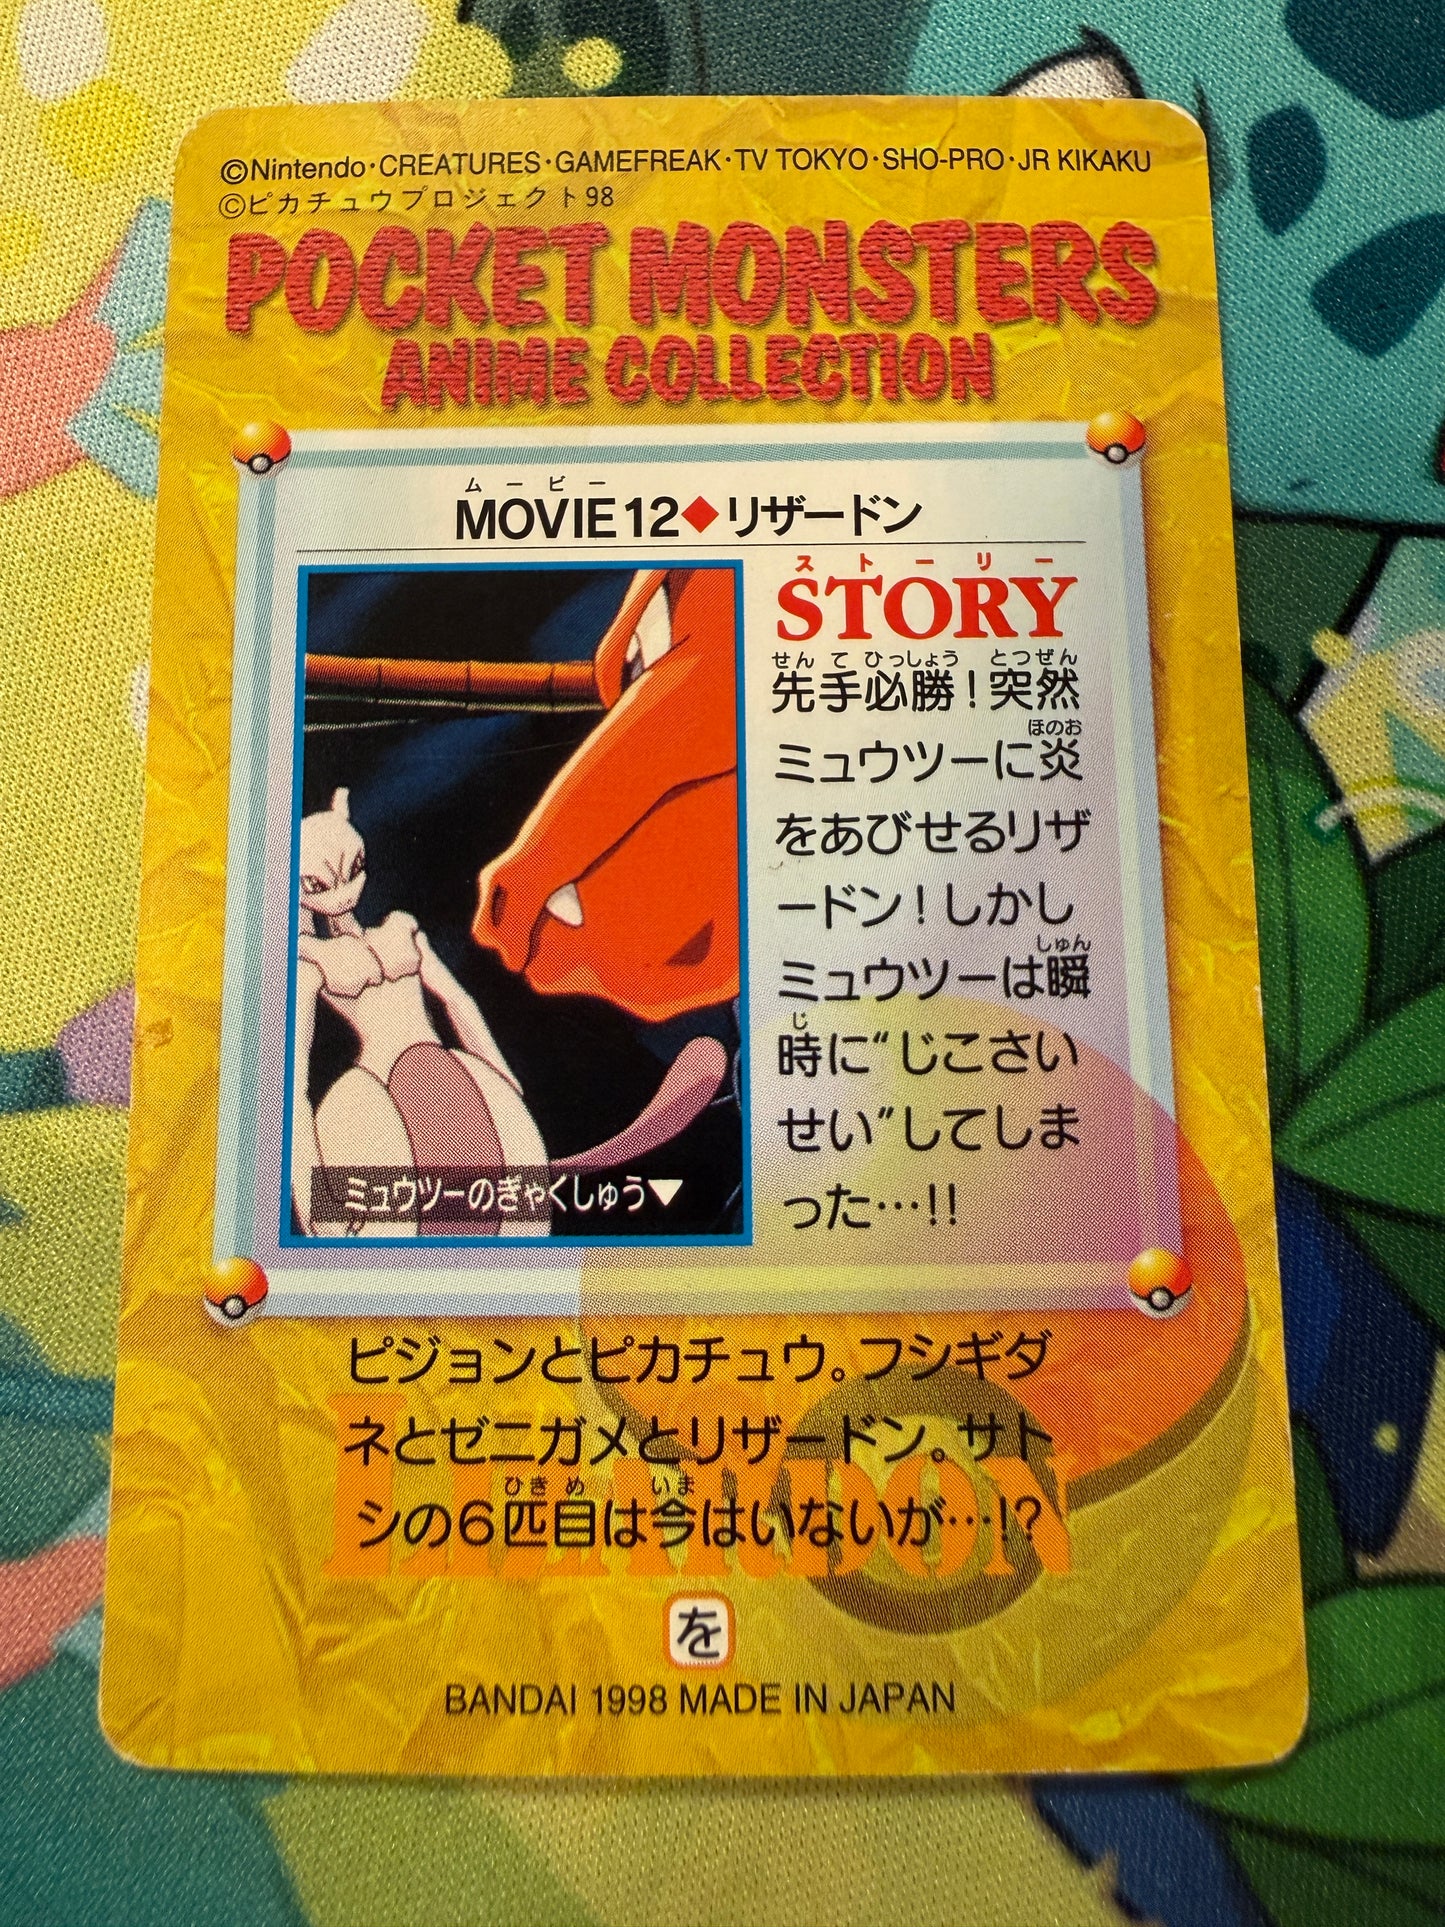 ©Nintendo・CREATURES・GAMEFREAK・TV TOKYO・SHO-PRO・JR KIKAKU
©ピカチュウプロジェクト98
POCKET MONSTERS
ANIME COLLECTION
ムービー
MOVIE12◆リザードン
ストーリー
STORY
せんてひっしょう とつぜん
先手必勝！突然
ほのお
ミュウツーに炎
をあびせるリザ
ードン！しかし
しゅん
ミュウツーは瞬
じ
時に“じこさい
せい”してしま
った…!!
ミュウツーのぎゃくしゅう▼
ピジョンとピカチュウ。フシギダ
ネとゼニガメとリザードン。サト
ひきめ いま
シの6匹目は今はいないが…!?
LIZARDON
を
BANDAI 1998 MADE IN JAPAN